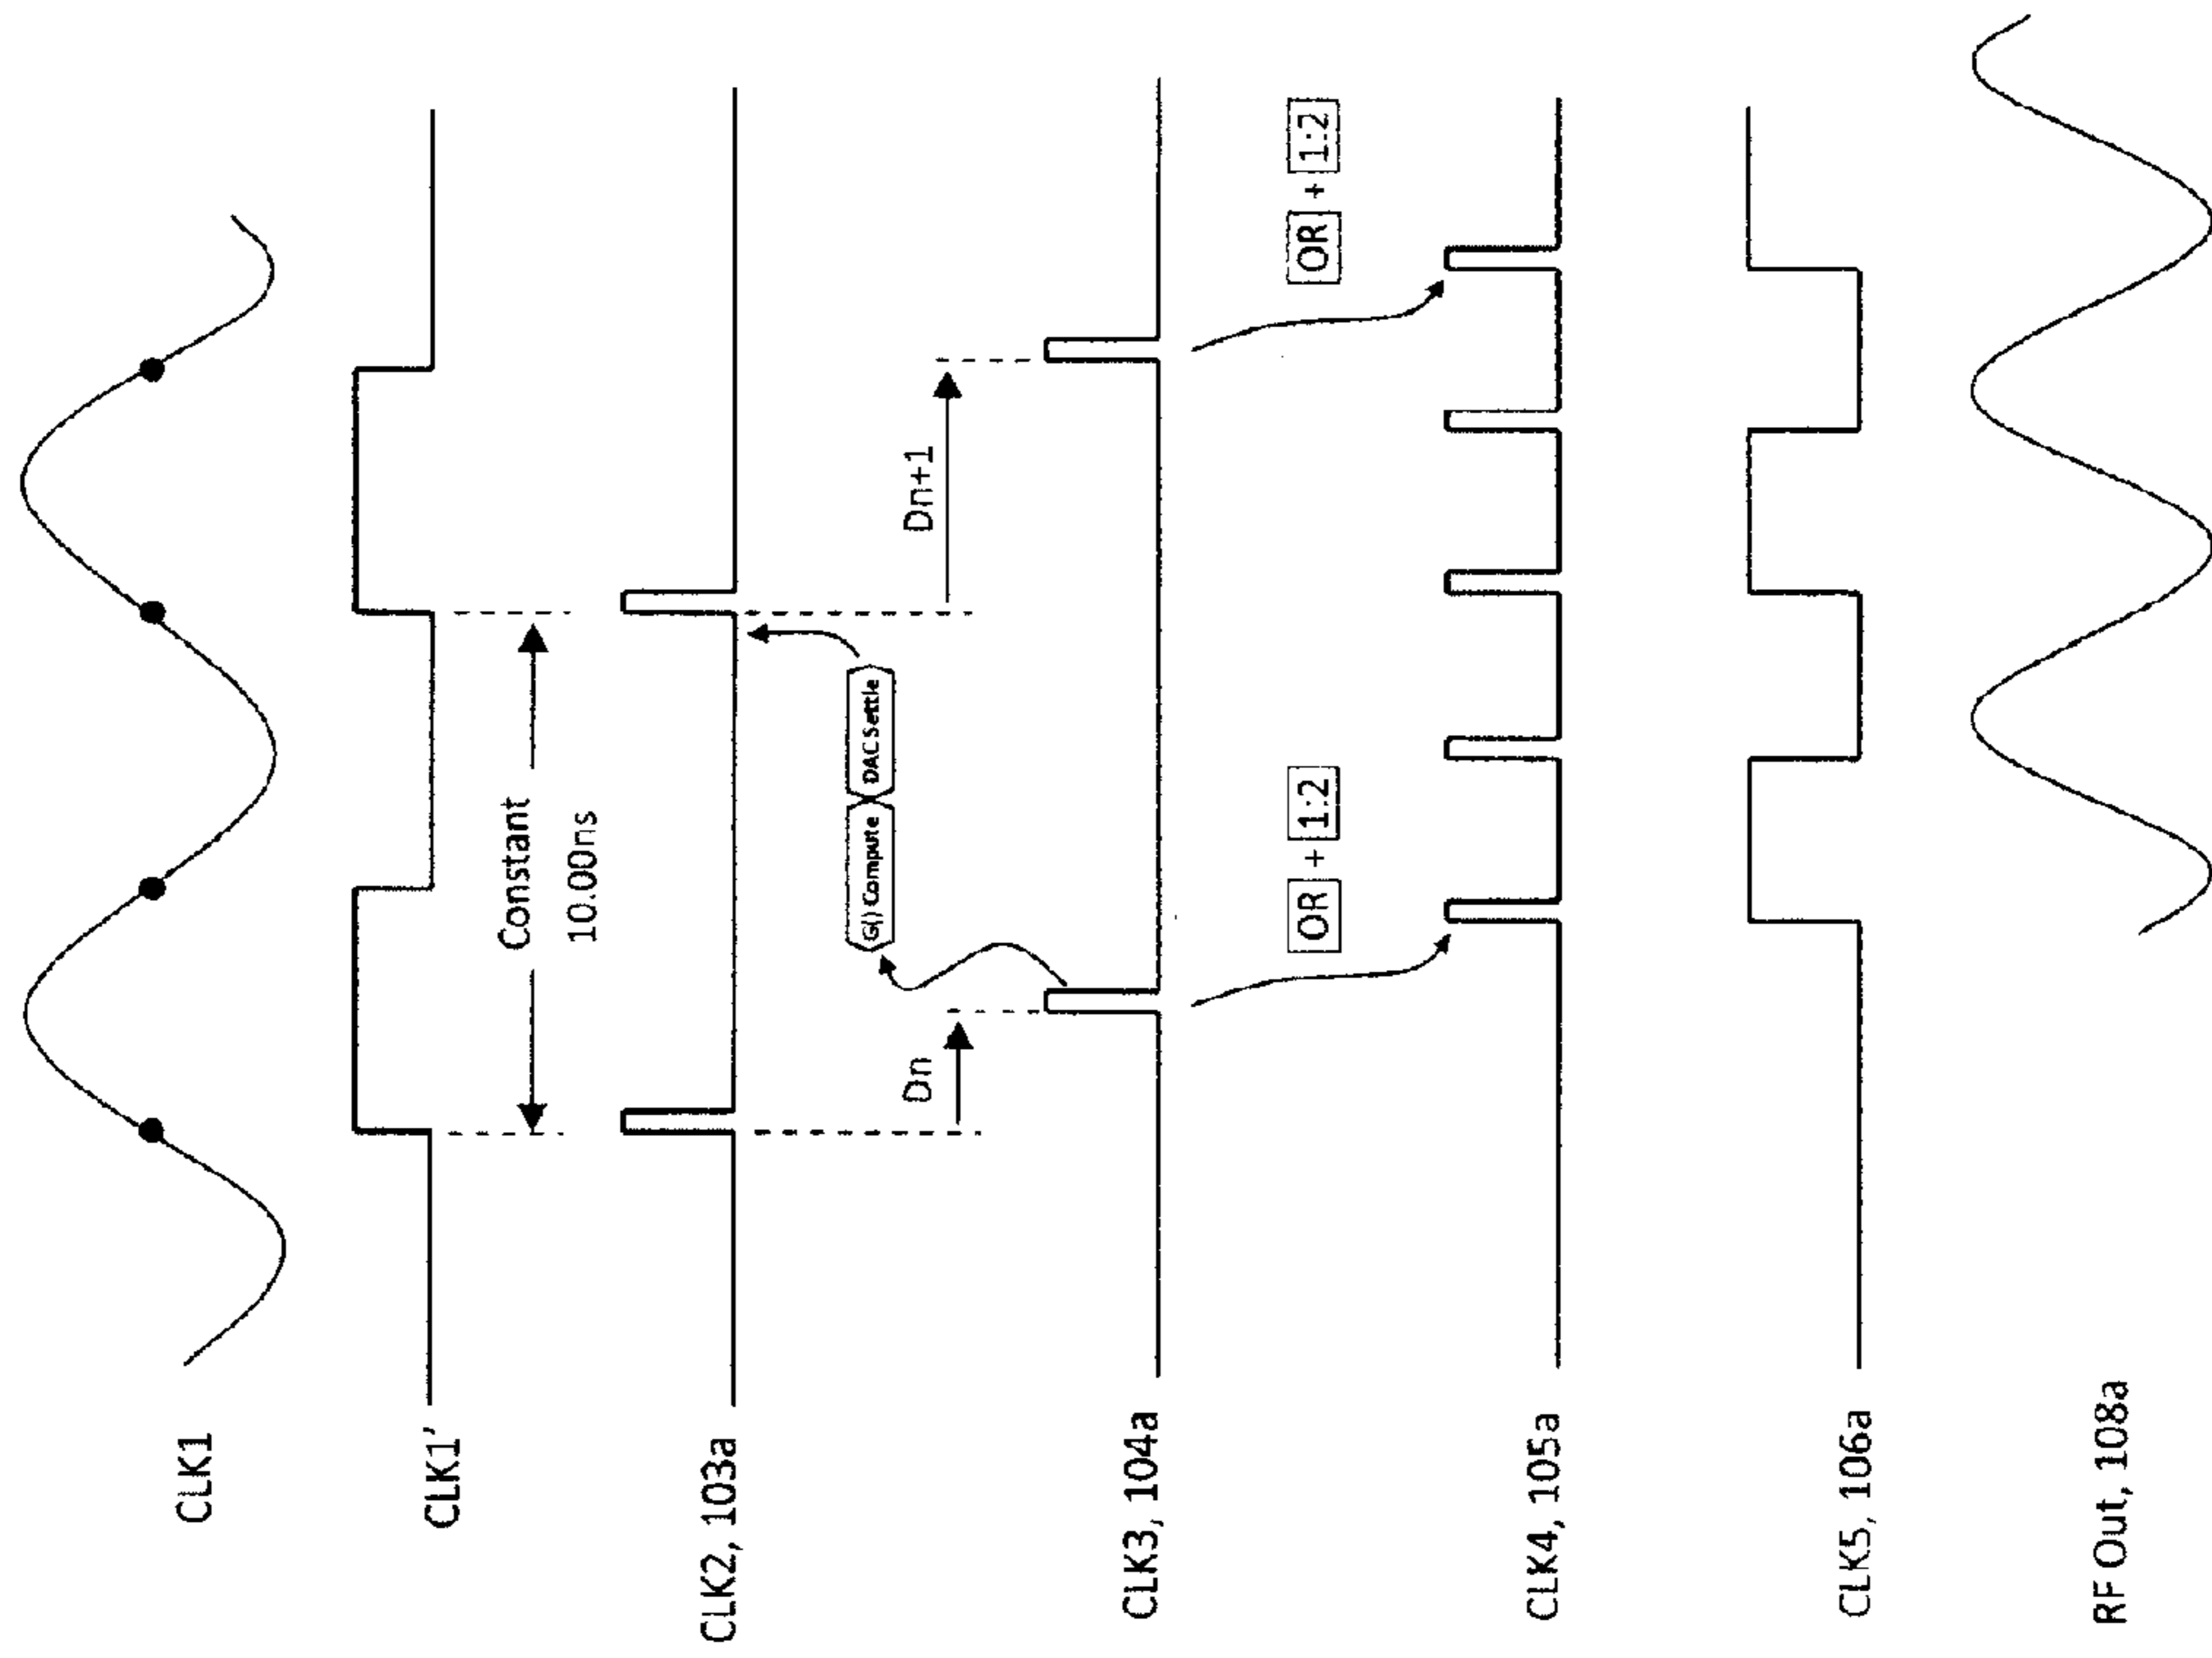 CLK1
CLK1'
Constant
10.00ns
CLK2, 103a
G() Compute DAC Settle
Dn
Dn+1
CLK3, 104a
OR + 1:2
OR + 1:2
CLK4, 105a
CLK5, 106a
RF Out, 108a